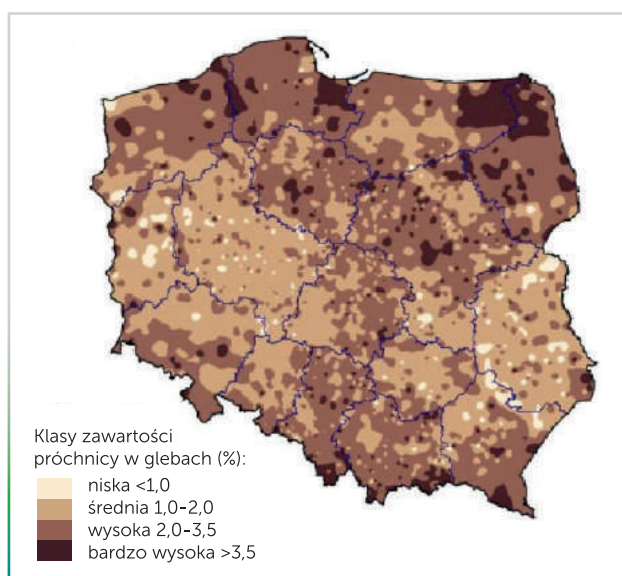 Klasy zawartości
próchnicy w glebach (%):
niska <1,0
średnia 1,0-2,0
wysoka 2,0-3,5
bardzo wysoka >3,5